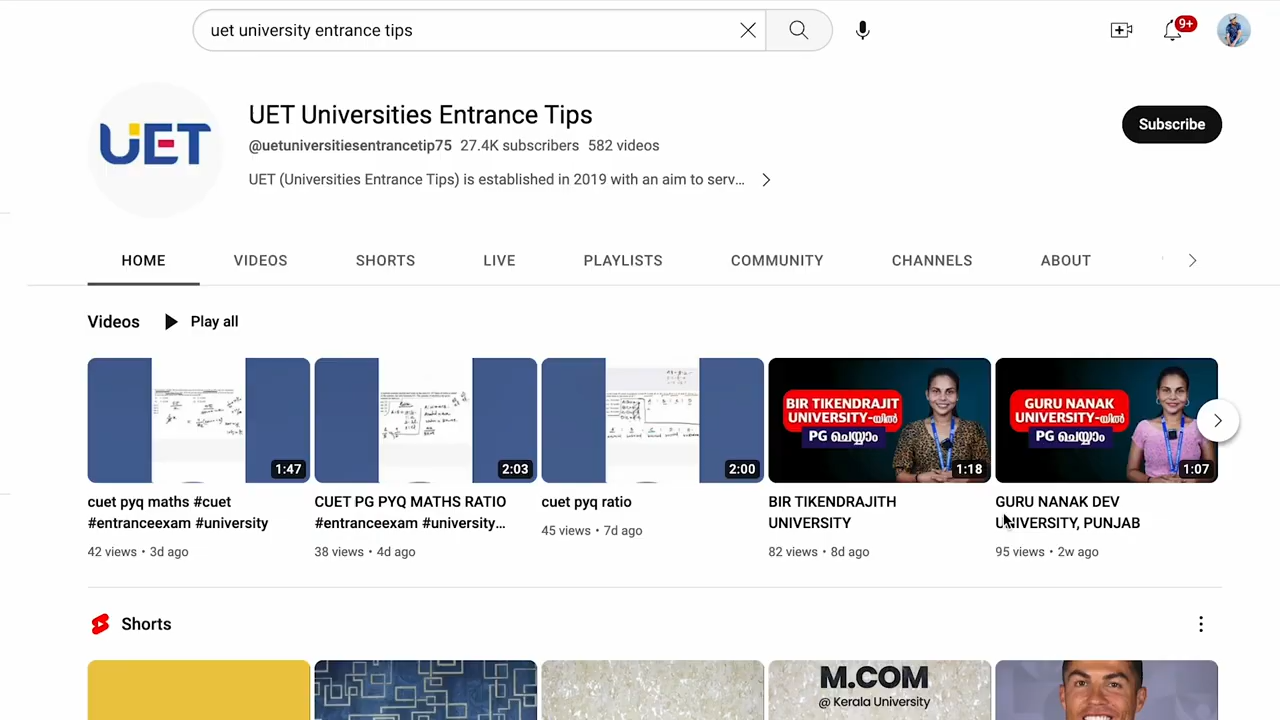 uet university entrance tips
9+
UET
UET Universities Entrance Tips
@uetuniversitiesentrancetip75 27.4K subscribers 582 videos
UET (Universities Entrance Tips) is established in 2019 with an aim to serv...
Subscribe
HOME VIDEOS SHORTS LIVE PLAYLISTS COMMUNITY CHANNELS ABOUT
Videos Play all
1:47
2:03
2:00
BIR TIKENDRAJIT
UNIVERSITY-യിൽ
PG ചെയ്യാം
1:18
GURU NANAK
UNIVERSITY-യിൽ
PG ചെയ്യാം
1:07
cuet pyq maths #cuet
#entranceexam #university
42 views • 3d ago
CUET PG PYQ MATHS RATIO
#entranceexam #university...
38 views • 4d ago
cuet pyq ratio
45 views • 7d ago
BIR TIKENDRAJITH
UNIVERSITY
82 views • 8d ago
GURU NANAK DEV
UNIVERSITY, PUNJAB
95 views • 2w ago
Shorts
M.COM
@ Kerala University